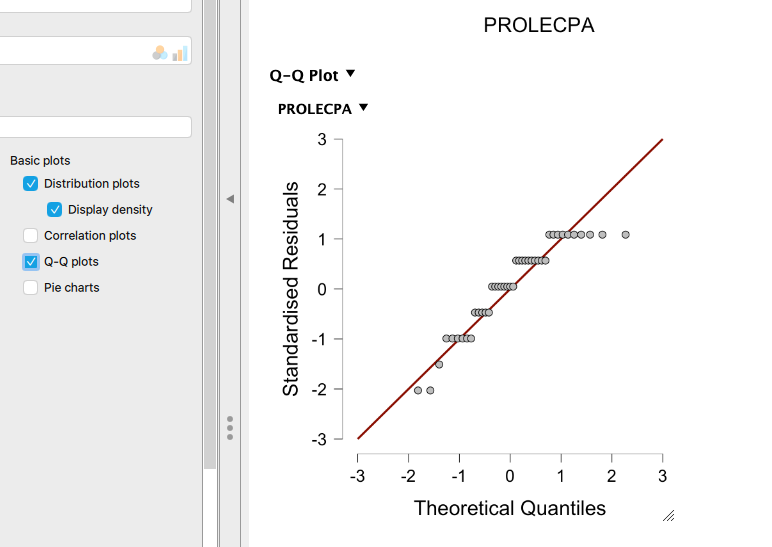 Basic plots
Distribution plots
Display density
Correlation plots
Q-Q plots
Pie charts
PROLECPA
Q-Q Plot ▼
PROLECPA ▼
Standardised Residuals
3
2
1
0
-1
-2
-3
-3 -2 -1 0 1 2 3
Theoretical Quantiles